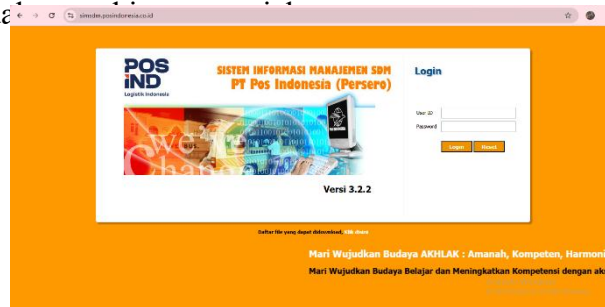 simsdm.posindonesia.co.id
POS
IND
Logistik Indonesia
SISTEM INFORMASI MANAJEMEN SDM
PT Pos Indonesia (Persero)
Versi 3.2.2
Login
User ID :
Password
Login Reset
Daftar file yang dapat didownload, klik disini
Mari Wujudkan Budaya AKHLAK : Amanah, Kompeten, Harmoni
Mari Wujudkan Budaya Belajar dan Meningkatkan Kompetensi dengan aks